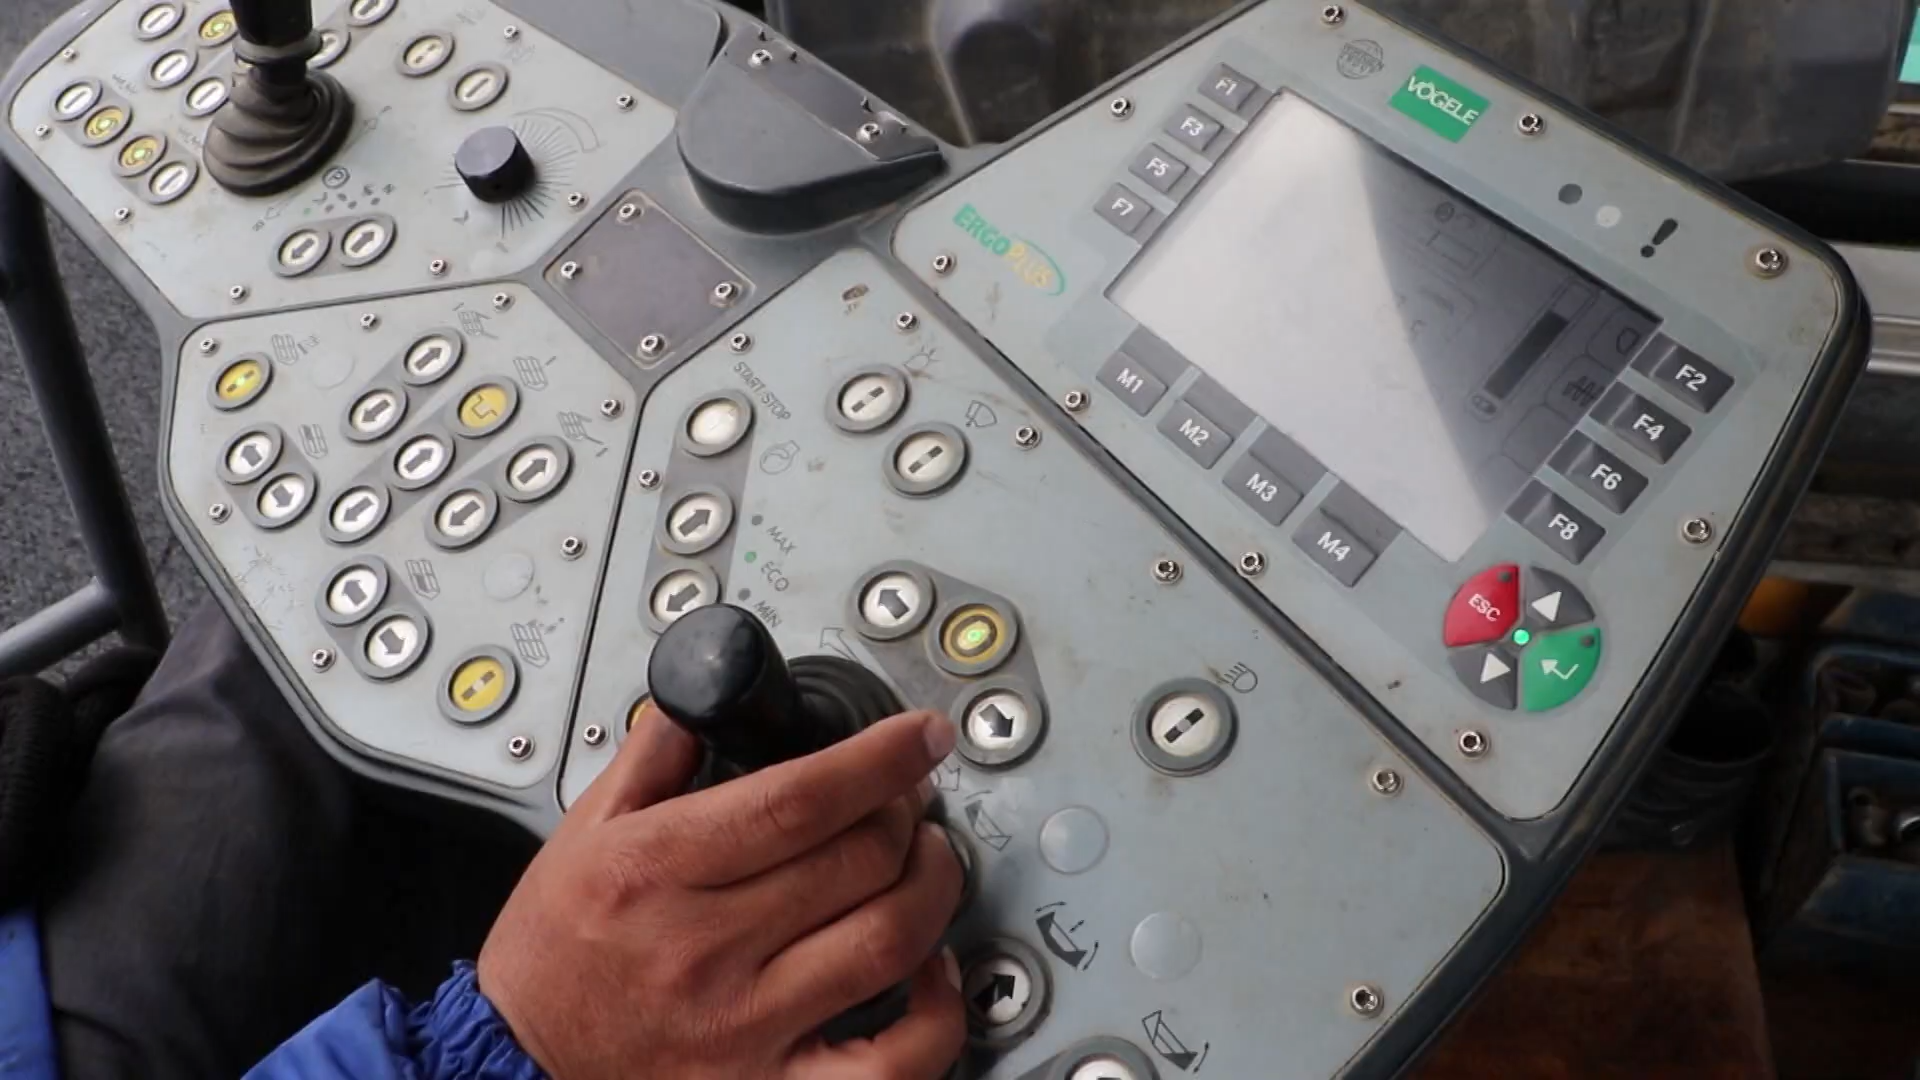 F1
F3
F5
F7
VÖGELE
ERGOPLUS
START/STOP
MAX
ECO
MIN
M1
M2
M3
M4
F2
F4
F6
F8
ESC
P